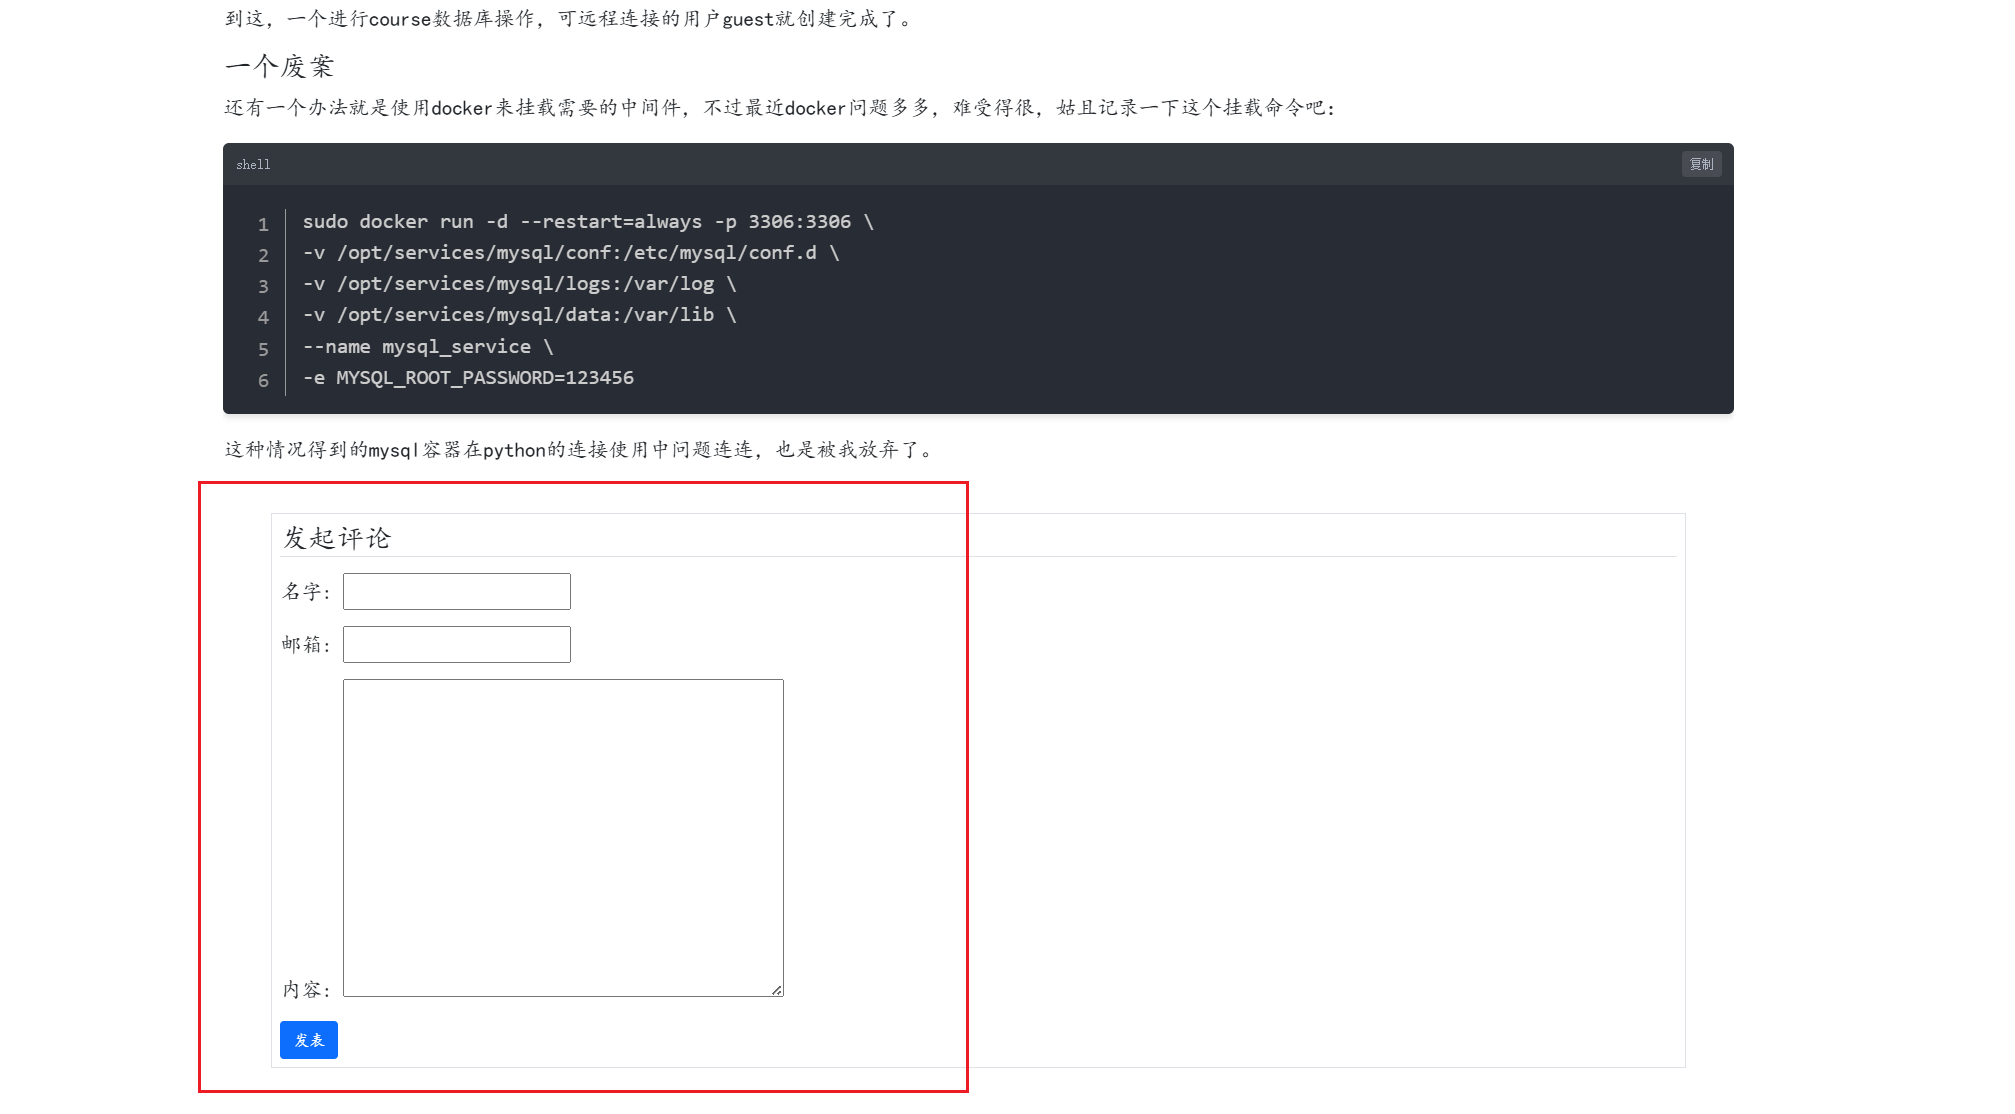 到这，一个进行course数据库操作，可远程连接的用户guest就创建完成了。
一个废案
还有一个办法就是使用docker来挂载需要的中间件，不过最近docker问题多多，难受得很，姑且记录一下这个挂载命令吧：
shell
复制
1 sudo docker run -d --restart=always -p 3306:3306 \
2 -v /opt/services/mysql/conf:/etc/mysql/conf.d \
3 -v /opt/services/mysql/logs:/var/log \
4 -v /opt/services/mysql/data:/var/lib \
5 --name mysql_service \
6 -e MYSQL_ROOT_PASSWORD=123456
这种情况得到的mysql容器在python的连接使用中问题连连，也是被我放弃了。
发起评论
名字：
邮箱：
内容：
发表